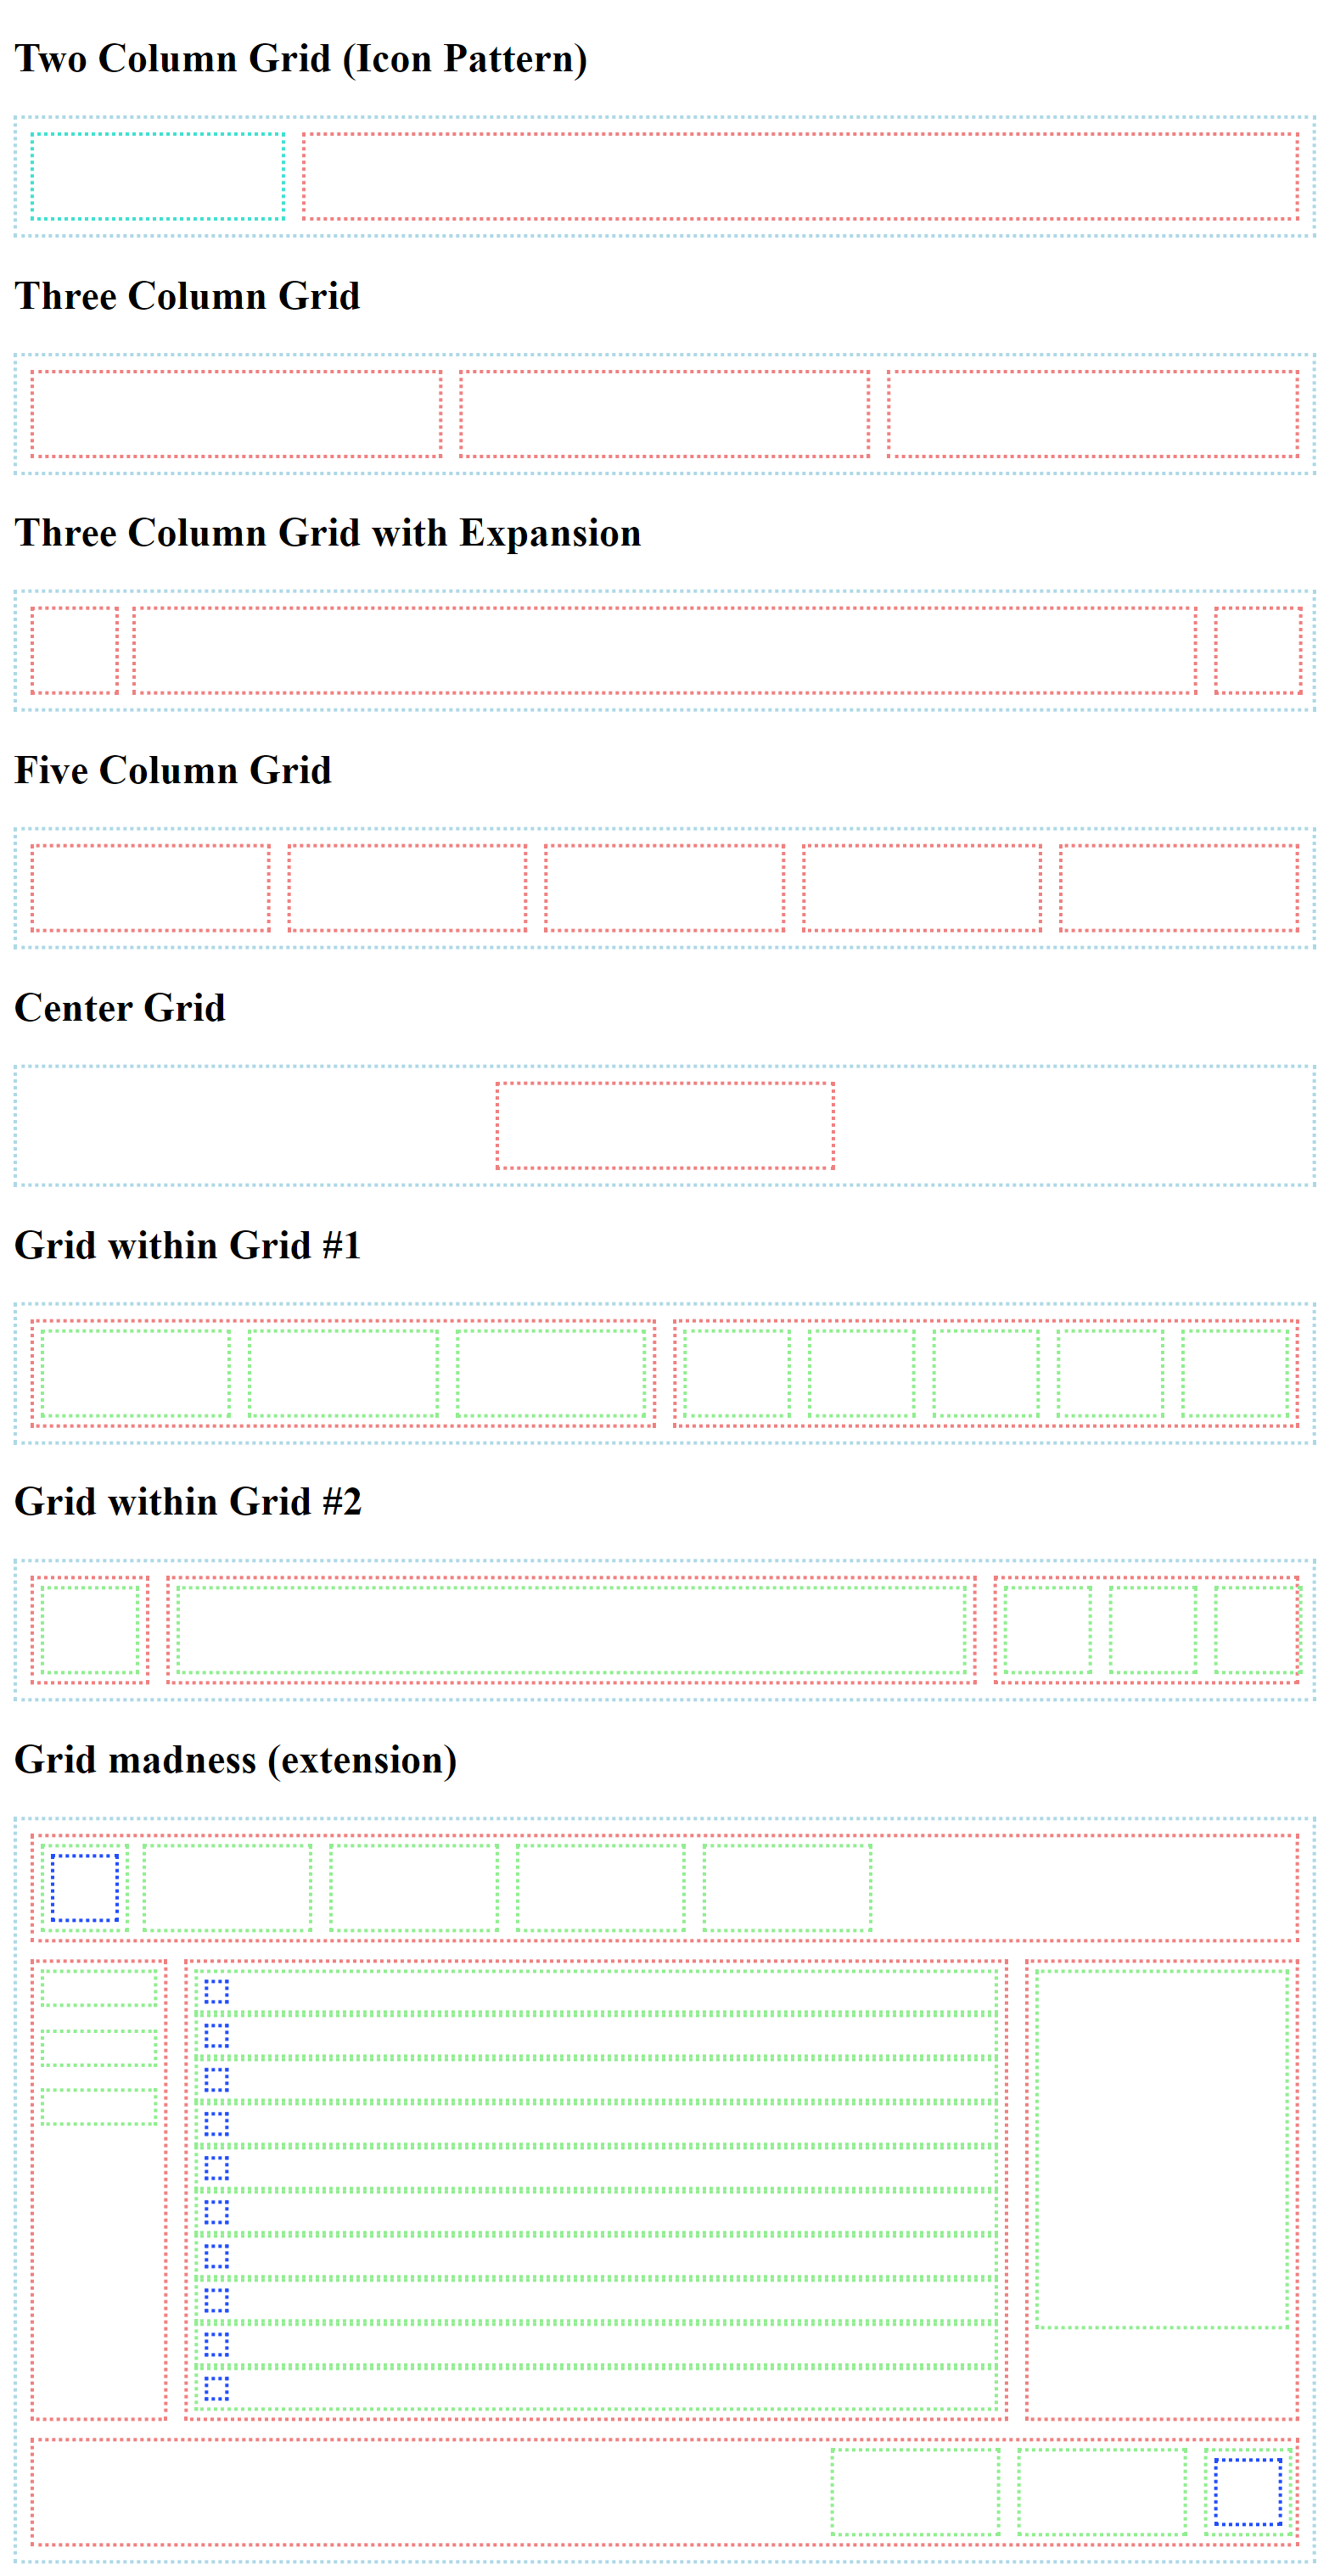 Two Column Grid (Icon Pattern)
Three Column Grid
Three Column Grid with Expansion
Five Column Grid
Center Grid
Grid within Grid #1
Grid within Grid #2
Grid madness (extension)